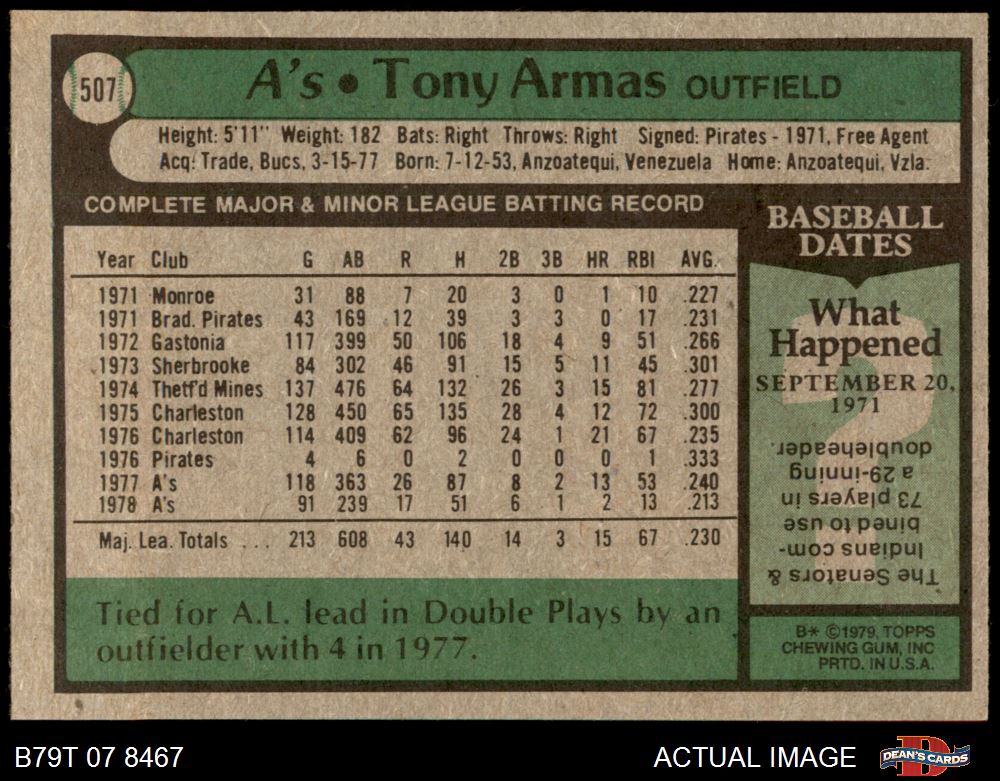 507
A's • Tony Armas OUTFIELD
Height: 5'11" Weight: 182 Bats: Right Throws: Right Signed: Pirates - 1971, Free Agent
Acq: Trade, Bucs, 3-15-77 Born: 7-12-53, Anzoatequi, Venezuela Home: Anzoatequi, Vzla.
COMPLETE MAJOR & MINOR LEAGUE BATTING RECORD
Year Club G AB R H 2B 3B HR RBI AVG.
1971 Monroe 31 88 7 20 3 0 1 10 .227
1971 Brad. Pirates 43 169 12 39 3 3 0 17 .231
1972 Gastonia 117 399 50 106 18 4 9 51 .266
1973 Sherbrooke 84 302 46 91 15 5 11 45 .301
1974 Thetf'd Mines 137 476 64 132 26 3 15 81 .277
1975 Charleston 128 450 65 135 28 4 12 72 .300
1976 Charleston 114 409 62 96 24 1 21 67 .235
1976 Pirates 4 6 0 2 0 0 0 1 .333
1977 A's 118 363 26 87 8 2 13 53 .240
1978 A's 91 239 17 51 6 1 2 13 .213
Maj. Lea. Totals ... 213 608 43 140 14 3 15 67 .230
Tied for A.L. lead in Double Plays by an
outfielder with 4 in 1977.
BASEBALL
DATES
What
Happened
SEPTEMBER 20,
1971
The Senators &
Indians com-
bined to use
73 players in
a 29-inning
doubleheader.
B* ©1979, TOPPS
CHEWING GUM, INC
PRTD. IN U.S.A.
B79T 07 8467
ACTUAL IMAGE
DEAN'S CARDS